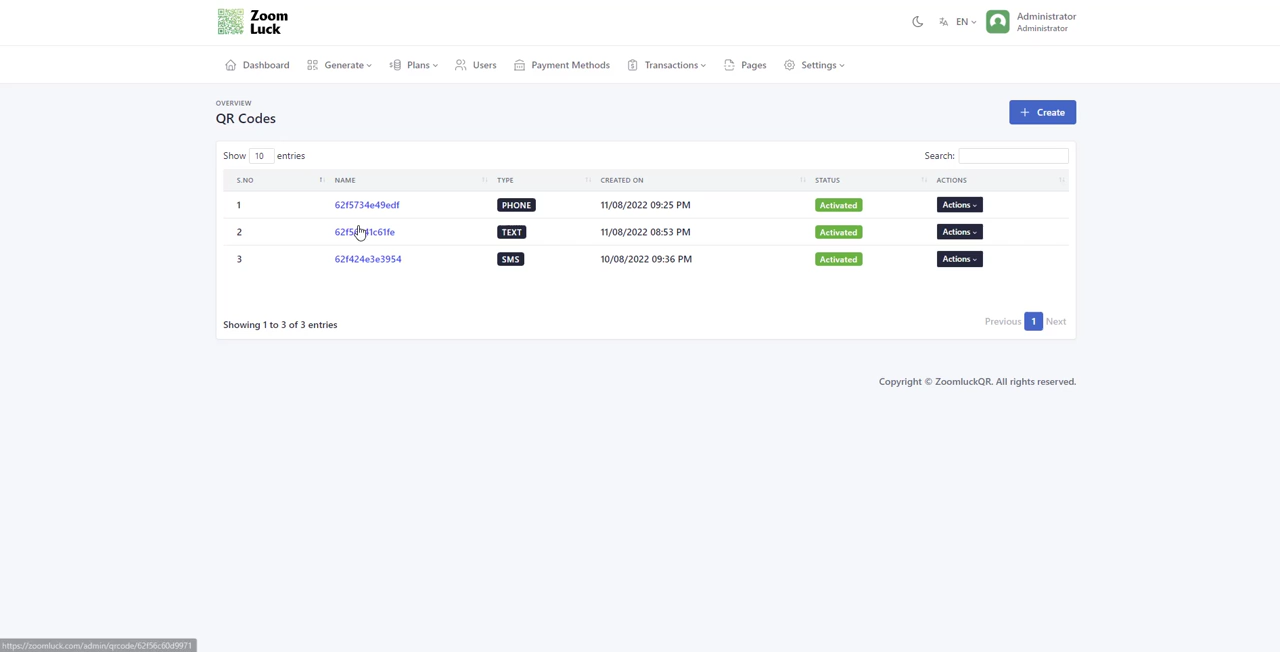 Zoom
Luck
EN
Administrator
Administrator
Dashboard Generate Plans Users Payment Methods Transactions Pages Settings
OVERVIEW
QR Codes
Create
Show 10 entries Search:
S.NO NAME TYPE CREATED ON STATUS ACTIONS
1 62f5734e49edf PHONE 11/08/2022 09:25 PM Activated Actions
2 TEXT 11/08/2022 08:53 PM Activated Actions
3 62f424e3e3954 SMS 10/08/2022 09:36 PM Activated Actions
Showing 1 to 3 of 3 entries Previous 1 Next
Copyright © ZoomluckQR. All rights reserved.
https://zoomluck.com/admin/qrcode/62f56c60d9971